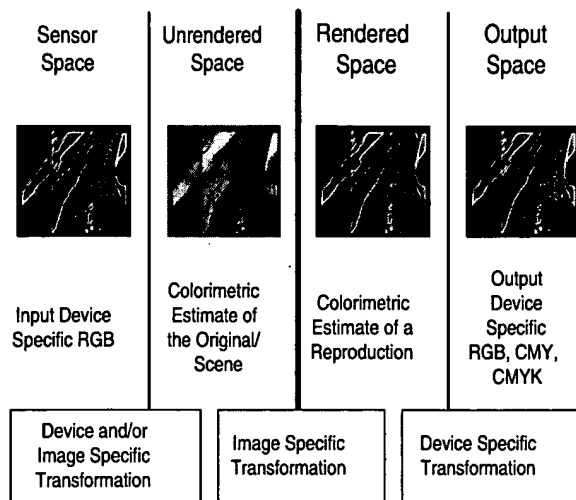 Sensor
Space
Unrendered
Space
Rendered
Space
Output
Space
Input Device
Specific RGB
Colorimetric
Estimate of
the Original/
Scene
Colorimetric
Estimate of a
Reproduction
Output
Device
Specific
RGB, CMY,
CMYK
Device and/or
Image Specific
Transformation
Image Specific
Transformation
Device Specific
Transformation